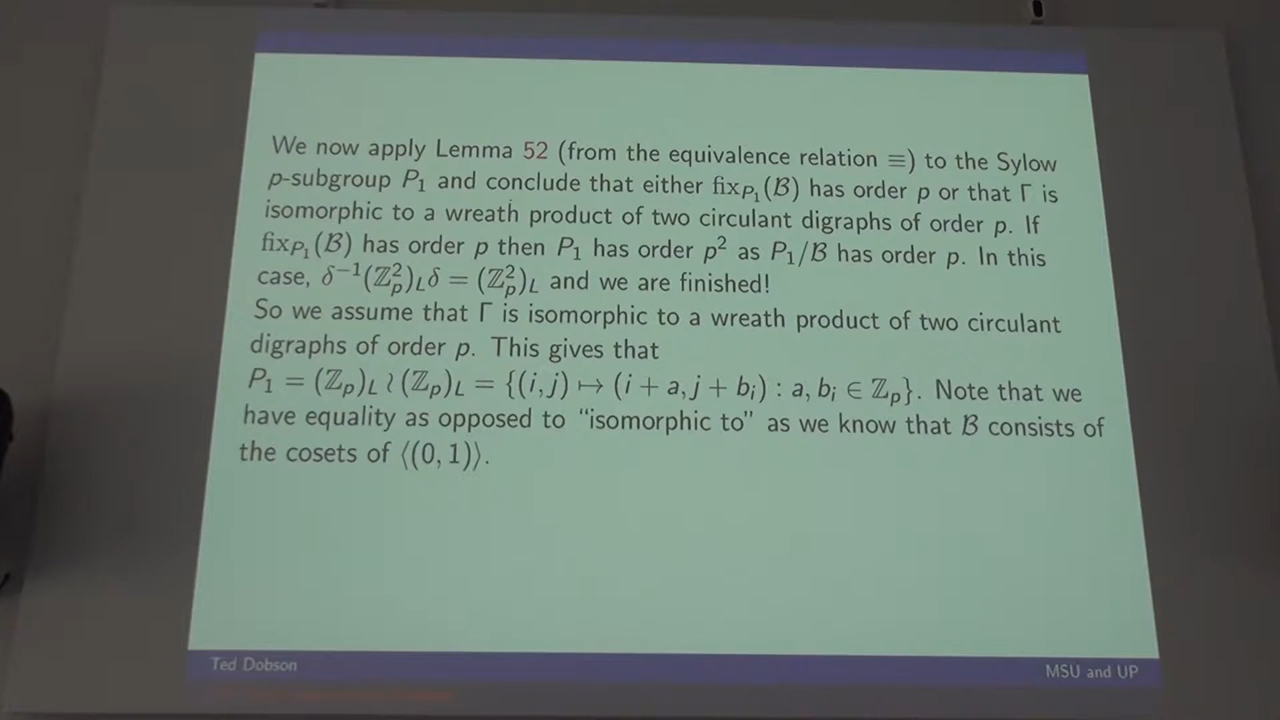 We now apply Lemma 52 (from the equivalence relation ≡) to the Sylow
p-subgroup P₁ and conclude that either fix_{P₁}(ℬ) has order p or that Γ is
isomorphic to a wreath product of two circulant digraphs of order p. If
fix_{P₁}(ℬ) has order p then P₁ has order p² as P₁/ℬ has order p. In this
case, δ⁻¹(ℤ_p²)_Lδ = (ℤ_p²)_L and we are finished!
So we assume that Γ is isomorphic to a wreath product of two circulant
digraphs of order p. This gives that
P₁ = (ℤ_p)_L ≀ (ℤ_p)_L = {(i, j) ↦ (i + a, j + b_i) : a, b_i ∈ ℤ_p}. Note that we
have equality as opposed to “isomorphic to” as we know that ℬ consists of
the cosets of ⟨(0, 1)⟩.
Ted Dobson
MSU and UP